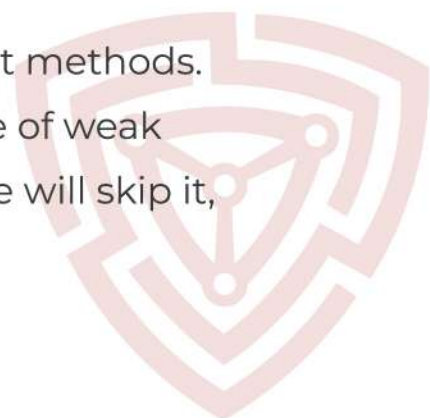 t methods.
e of weak
e will skip it,